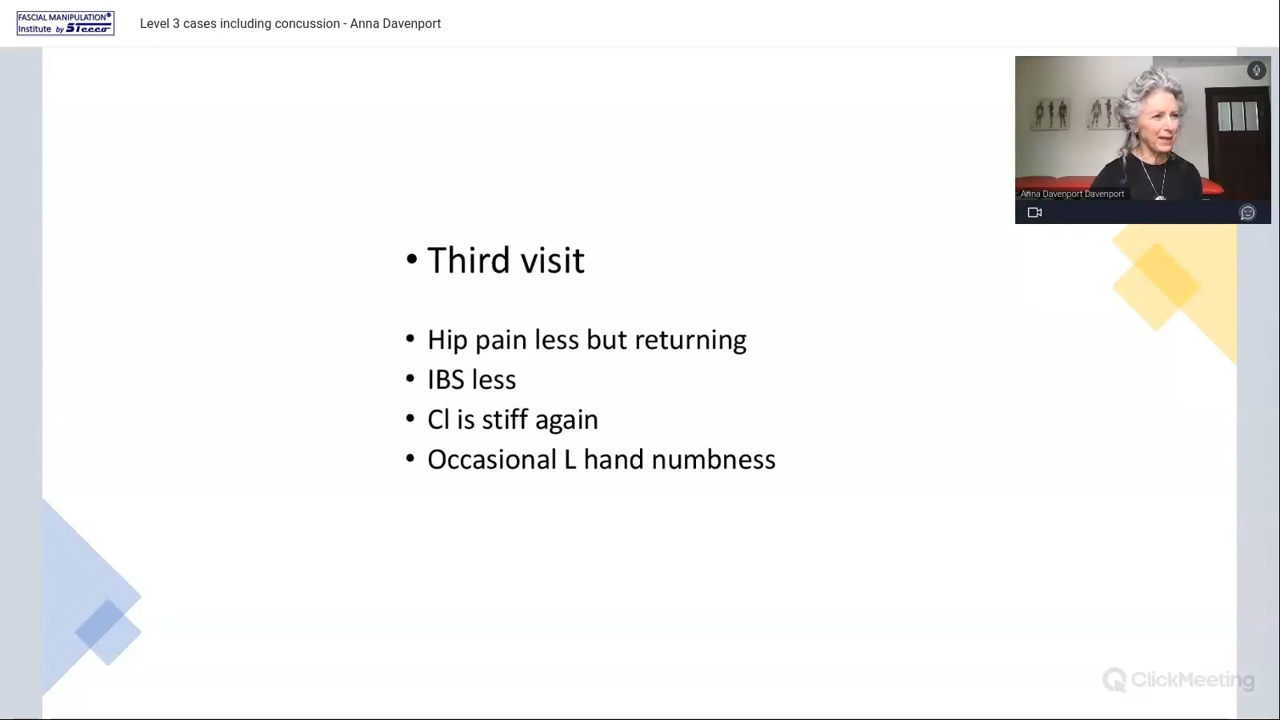 FASCIAL MANIPULATION®
Institute by Stecco
Level 3 cases including concussion - Anna Davenport
Anna Davenport Davenport
• Third visit
• Hip pain less but returning
• IBS less
• Cl is stiff again
• Occasional L hand numbness
ClickMeeting